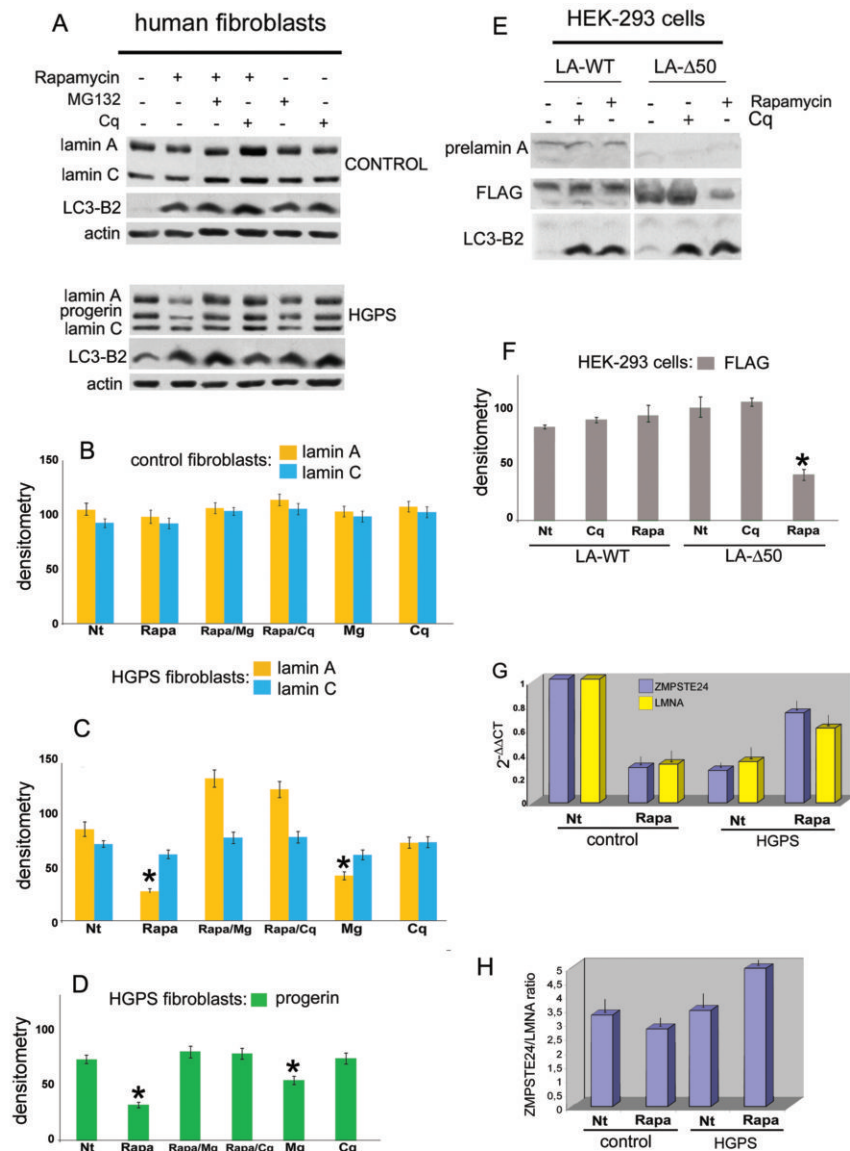 A
human fibroblasts
Rapamycin - + + + - -
MG132 - - + - + -
Cq - - - + - +
lamin A
CONTROL
lamin C
LC3-B2
actin
lamin A
progerin
HGPS
lamin C
LC3-B2
actin
B
control fibroblasts: lamin A
lamin C
densitometry
150
100
50
0
Nt Rapa Rapa/Mg Rapa/Cq Mg Cq
HGPS fibroblasts: lamin A
lamin C
C
densitometry
150
100
50
0
* *
Nt Rapa Rapa/Mg Rapa/Cq Mg Cq
D
HGPS fibroblasts: progerin
densitometry
100
50
0
* *
Nt Rapa Rapa/Mg Rapa/Cq Mg Cq
E
HEK-293 cells
LA-WT LA-Δ50
- - + - - + Rapamycin
- + - - + - Cq
prelamin A
FLAG
LC3-B2
F
HEK-293 cells: FLAG
densitometry
100
50
0
*
Nt Cq Rapa Nt Cq Rapa
LA-WT LA-Δ50
G
ZMPSTE24
LMNA
2-ΔΔCT
1
0.8
0.6
0.4
0.2
0
Nt Rapa Nt Rapa
control HGPS
H
ZMPSTE24/LMNA ratio
5
4,5
4
3,5
3
2,5
2
1,5
1
0,5
0
Nt Rapa Nt Rapa
control HGPS